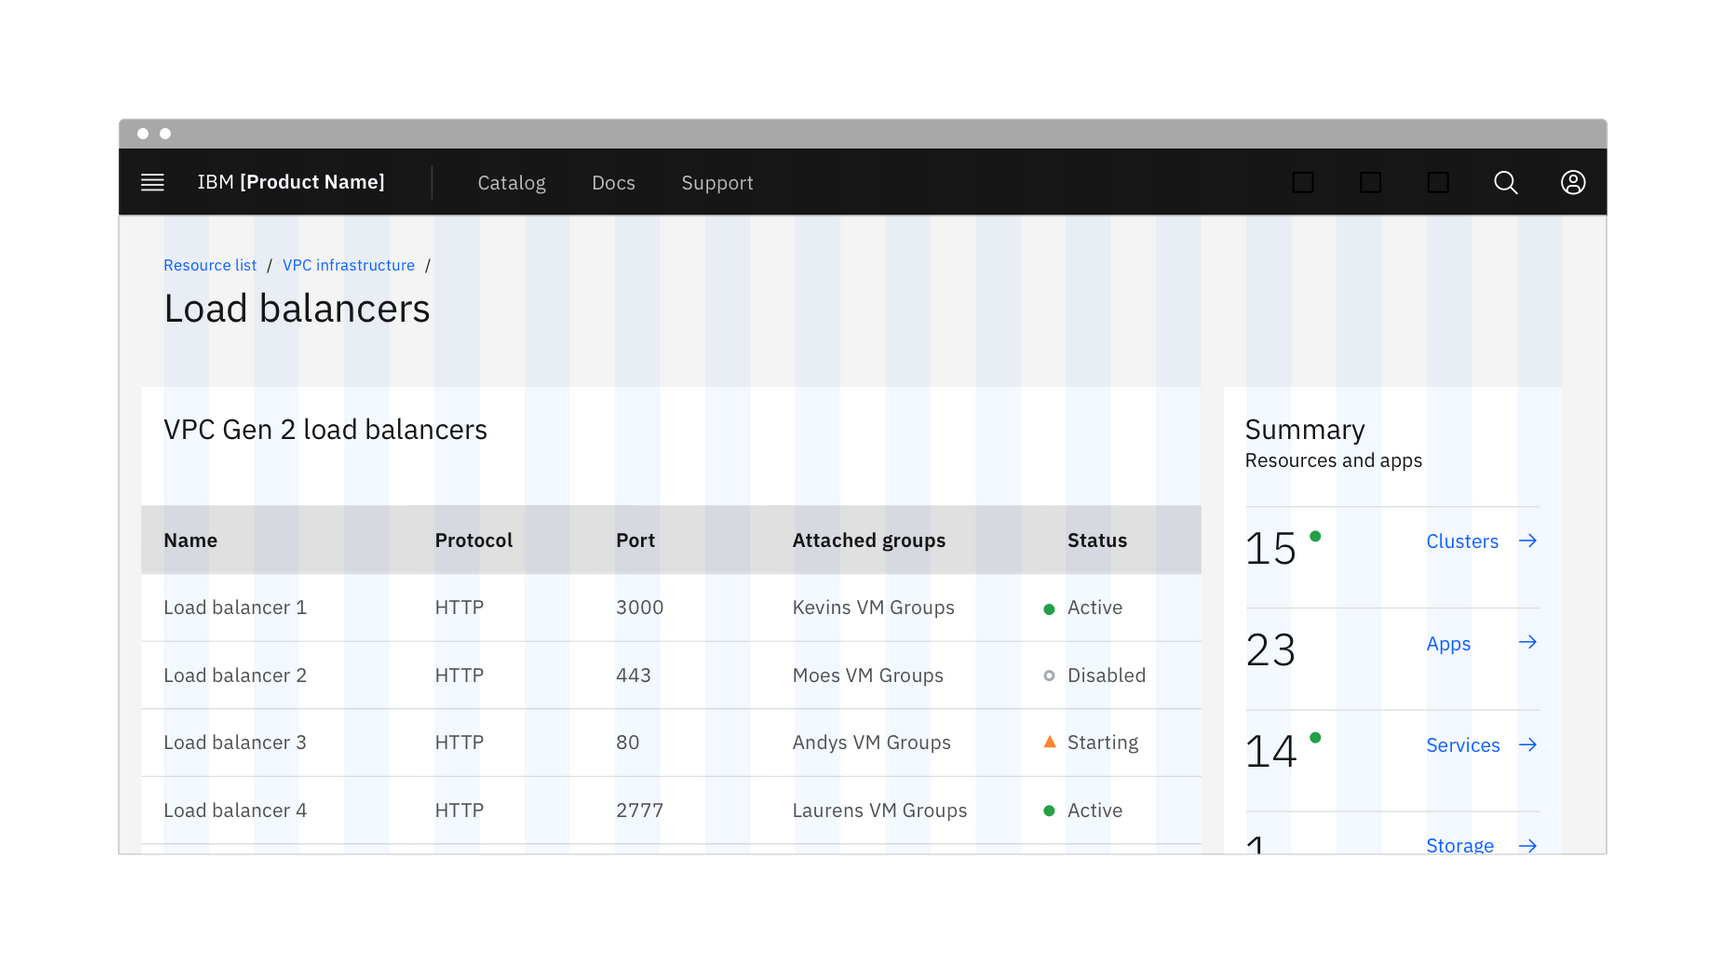 IBM [Product Name] Catalog Docs Support
Resource list / VPC infrastructure /
Load balancers
VPC Gen 2 load balancers
Name Protocol Port Attached groups Status
Load balancer 1 HTTP 3000 Kevins VM Groups Active
Load balancer 2 HTTP 443 Moes VM Groups Disabled
Load balancer 3 HTTP 80 Andys VM Groups Starting
Load balancer 4 HTTP 2777 Laurens VM Groups Active
Summary
Resources and apps
15 Clusters
23 Apps
14 Services
1 Storage